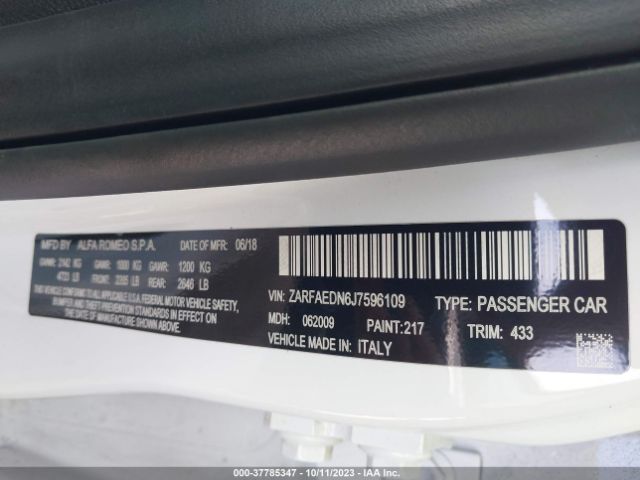 MFD BY ALFA ROMEO S.P.A. DATE OF MFR: 06/18
GVWR: 2142 KG GAWR: 1000 KG GAWR: 1200 KG
4723 LB FRONT 2205 LB REAR 2646 LB
THIS VEHICLE CONFORMS TO ALL APPLICABLE FEDERAL MOTOR VEHICLE SAFETY,
BUMPER, AND THEFT PREVENTION STANDARDS IN EFFECT ON
THE DATE OF MANUFACTURE SHOWN ABOVE.
VIN: ZARFAEDN6J7596109 TYPE: PASSENGER CAR
MDH: 062009 PAINT: 217 TRIM: 433
VEHICLE MADE IN: ITALY
000-37785347 - 10/11/2023 - © IAA Inc.